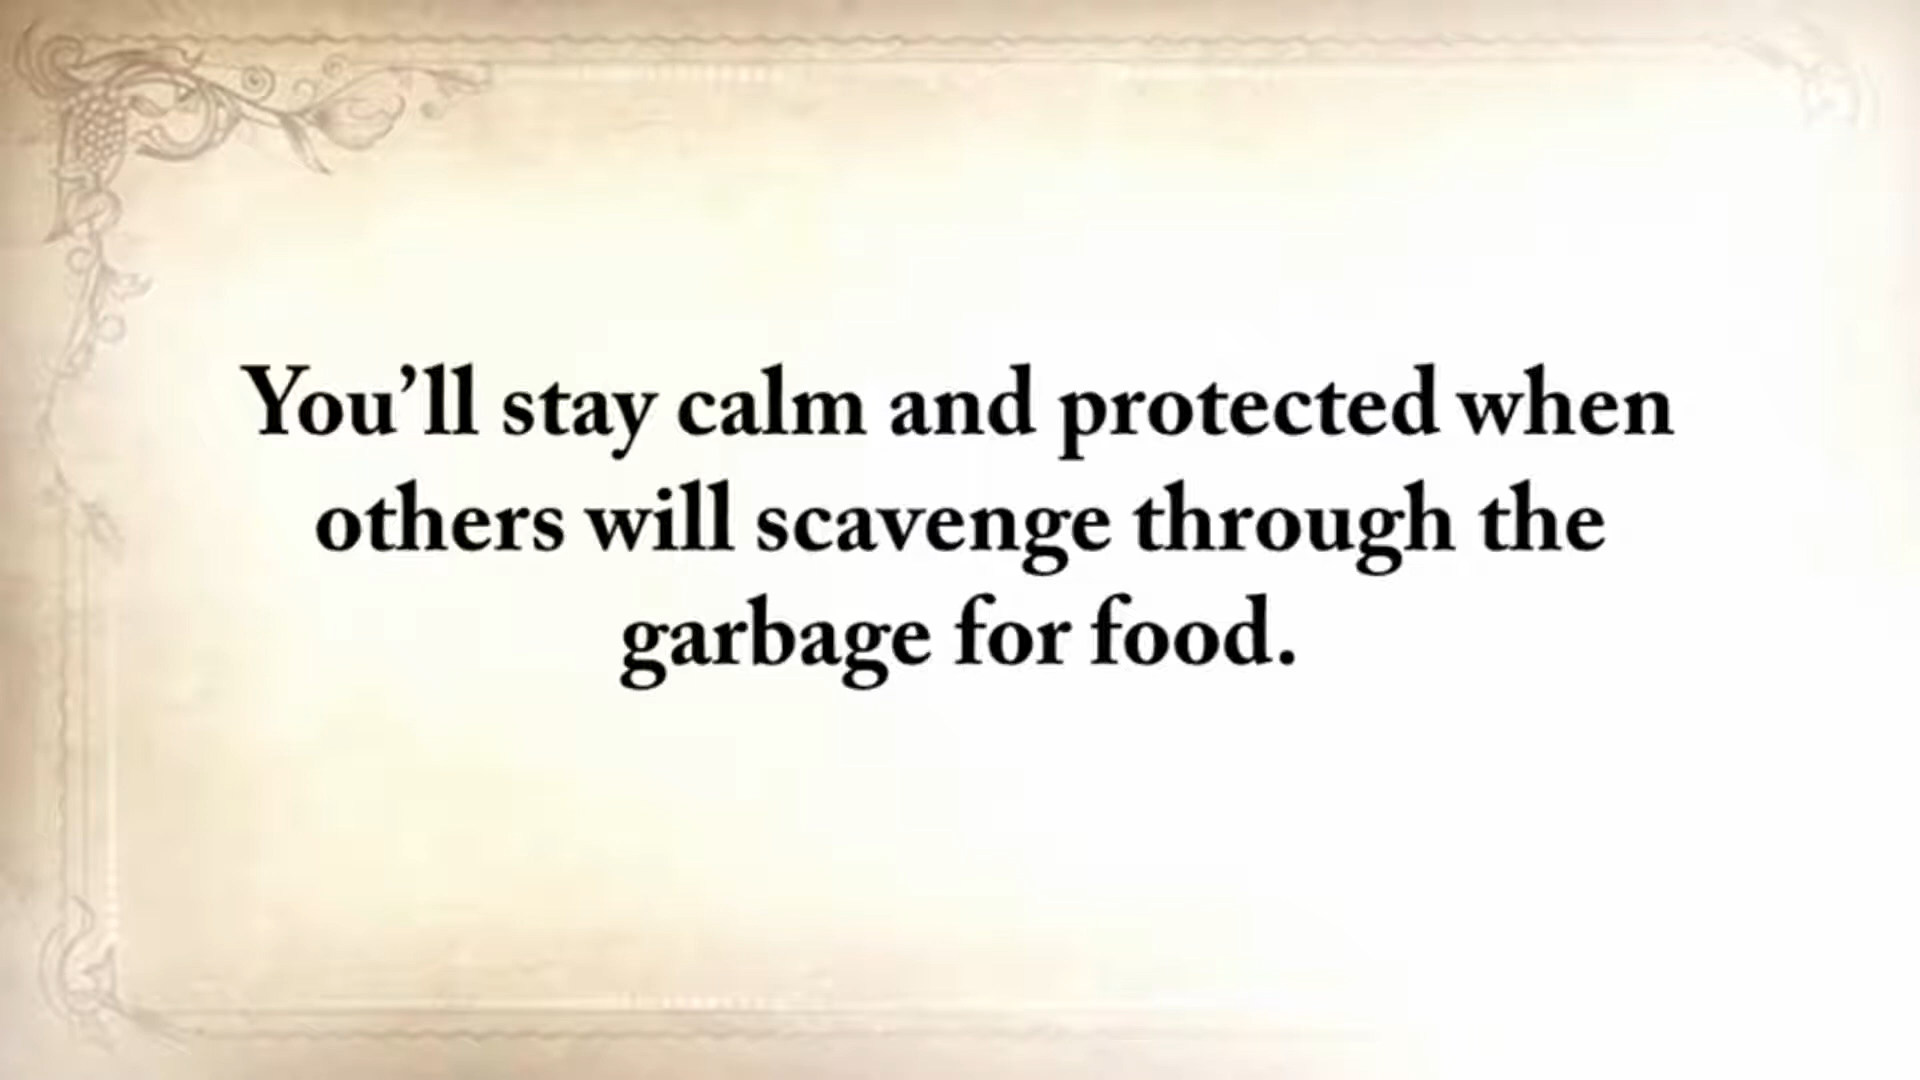 You’ll stay calm and protected when
others will scavenge through the
garbage for food.